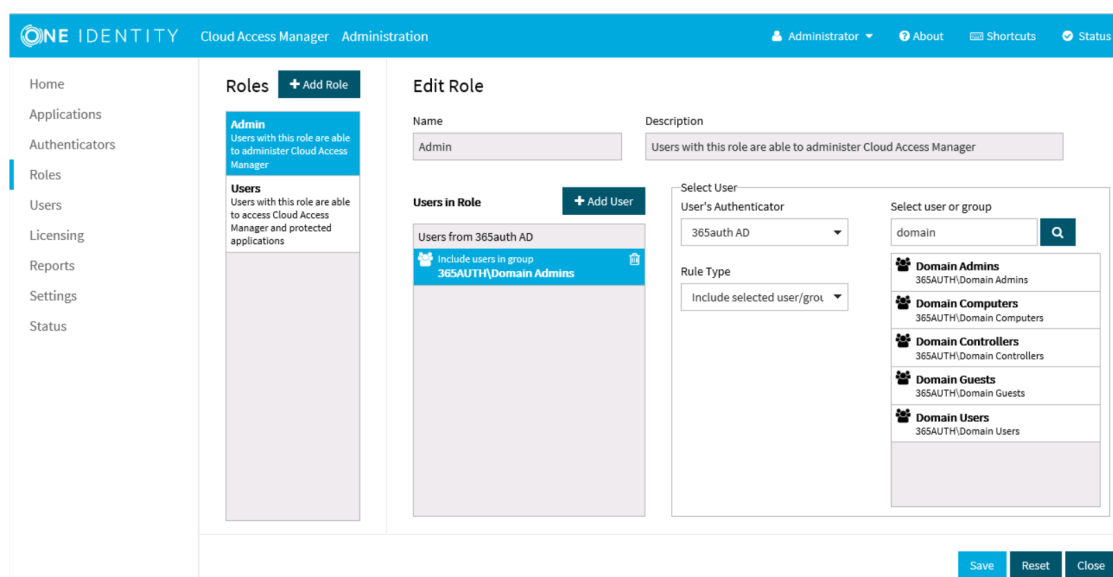 ONE IDENTITY Cloud Access Manager Administration Administrator About Shortcuts Status
Home
Applications
Authenticators
Roles
Users
Licensing
Reports
Settings
Status
Roles + Add Role
Admin
Users with this role are able
to administer Cloud Access
Manager
Users
Users with this role are able
to access Cloud Access
Manager and protected
applications
Edit Role
Name
Admin
Description
Users with this role are able to administer Cloud Access Manager
Users in Role + Add User
Users from 365auth AD
Include users in group
365AUTH\Domain Admins
Select User
User's Authenticator
365auth AD
Rule Type
Include selected user/grou
Select user or group
domain
Domain Admins
365AUTH\Domain Admins
Domain Computers
365AUTH\Domain Computers
Domain Controllers
365AUTH\Domain Controllers
Domain Guests
365AUTH\Domain Guests
Domain Users
365AUTH\Domain Users
Save Reset Close